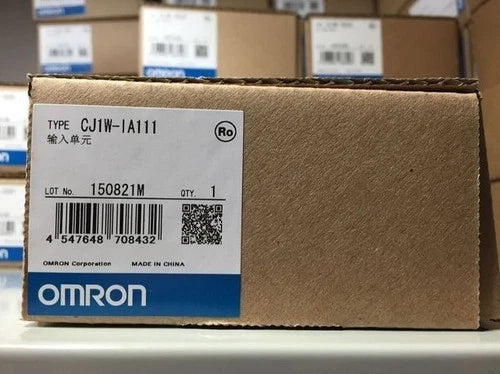 TYPE CJ1W-IA111
Ro
输入单元
LOT No. 150821M QTY. 1
4 547648 708432
OMRON Corporation MADE IN CHINA
OMRON
OMRON